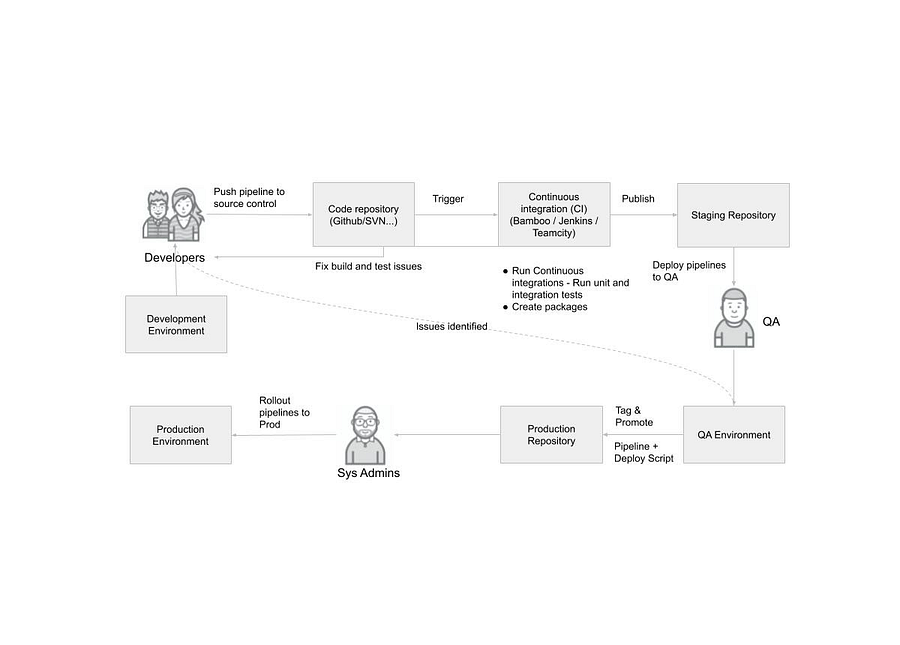 Push pipeline to
source control
Code repository
(Github/SVN...)
Trigger
Continuous
integration (CI)
(Bamboo / Jenkins /
Teamcity)
Publish
Staging Repository
Developers
Fix build and test issues
● Run Continuous
integrations - Run unit and
integration tests
● Create packages
Deploy pipelines
to QA
QA
Development
Environment
Issues identified
Production
Environment
Rollout
pipelines to
Prod
Sys Admins
Production
Repository
Tag &
Promote
Pipeline +
Deploy Script
QA Environment